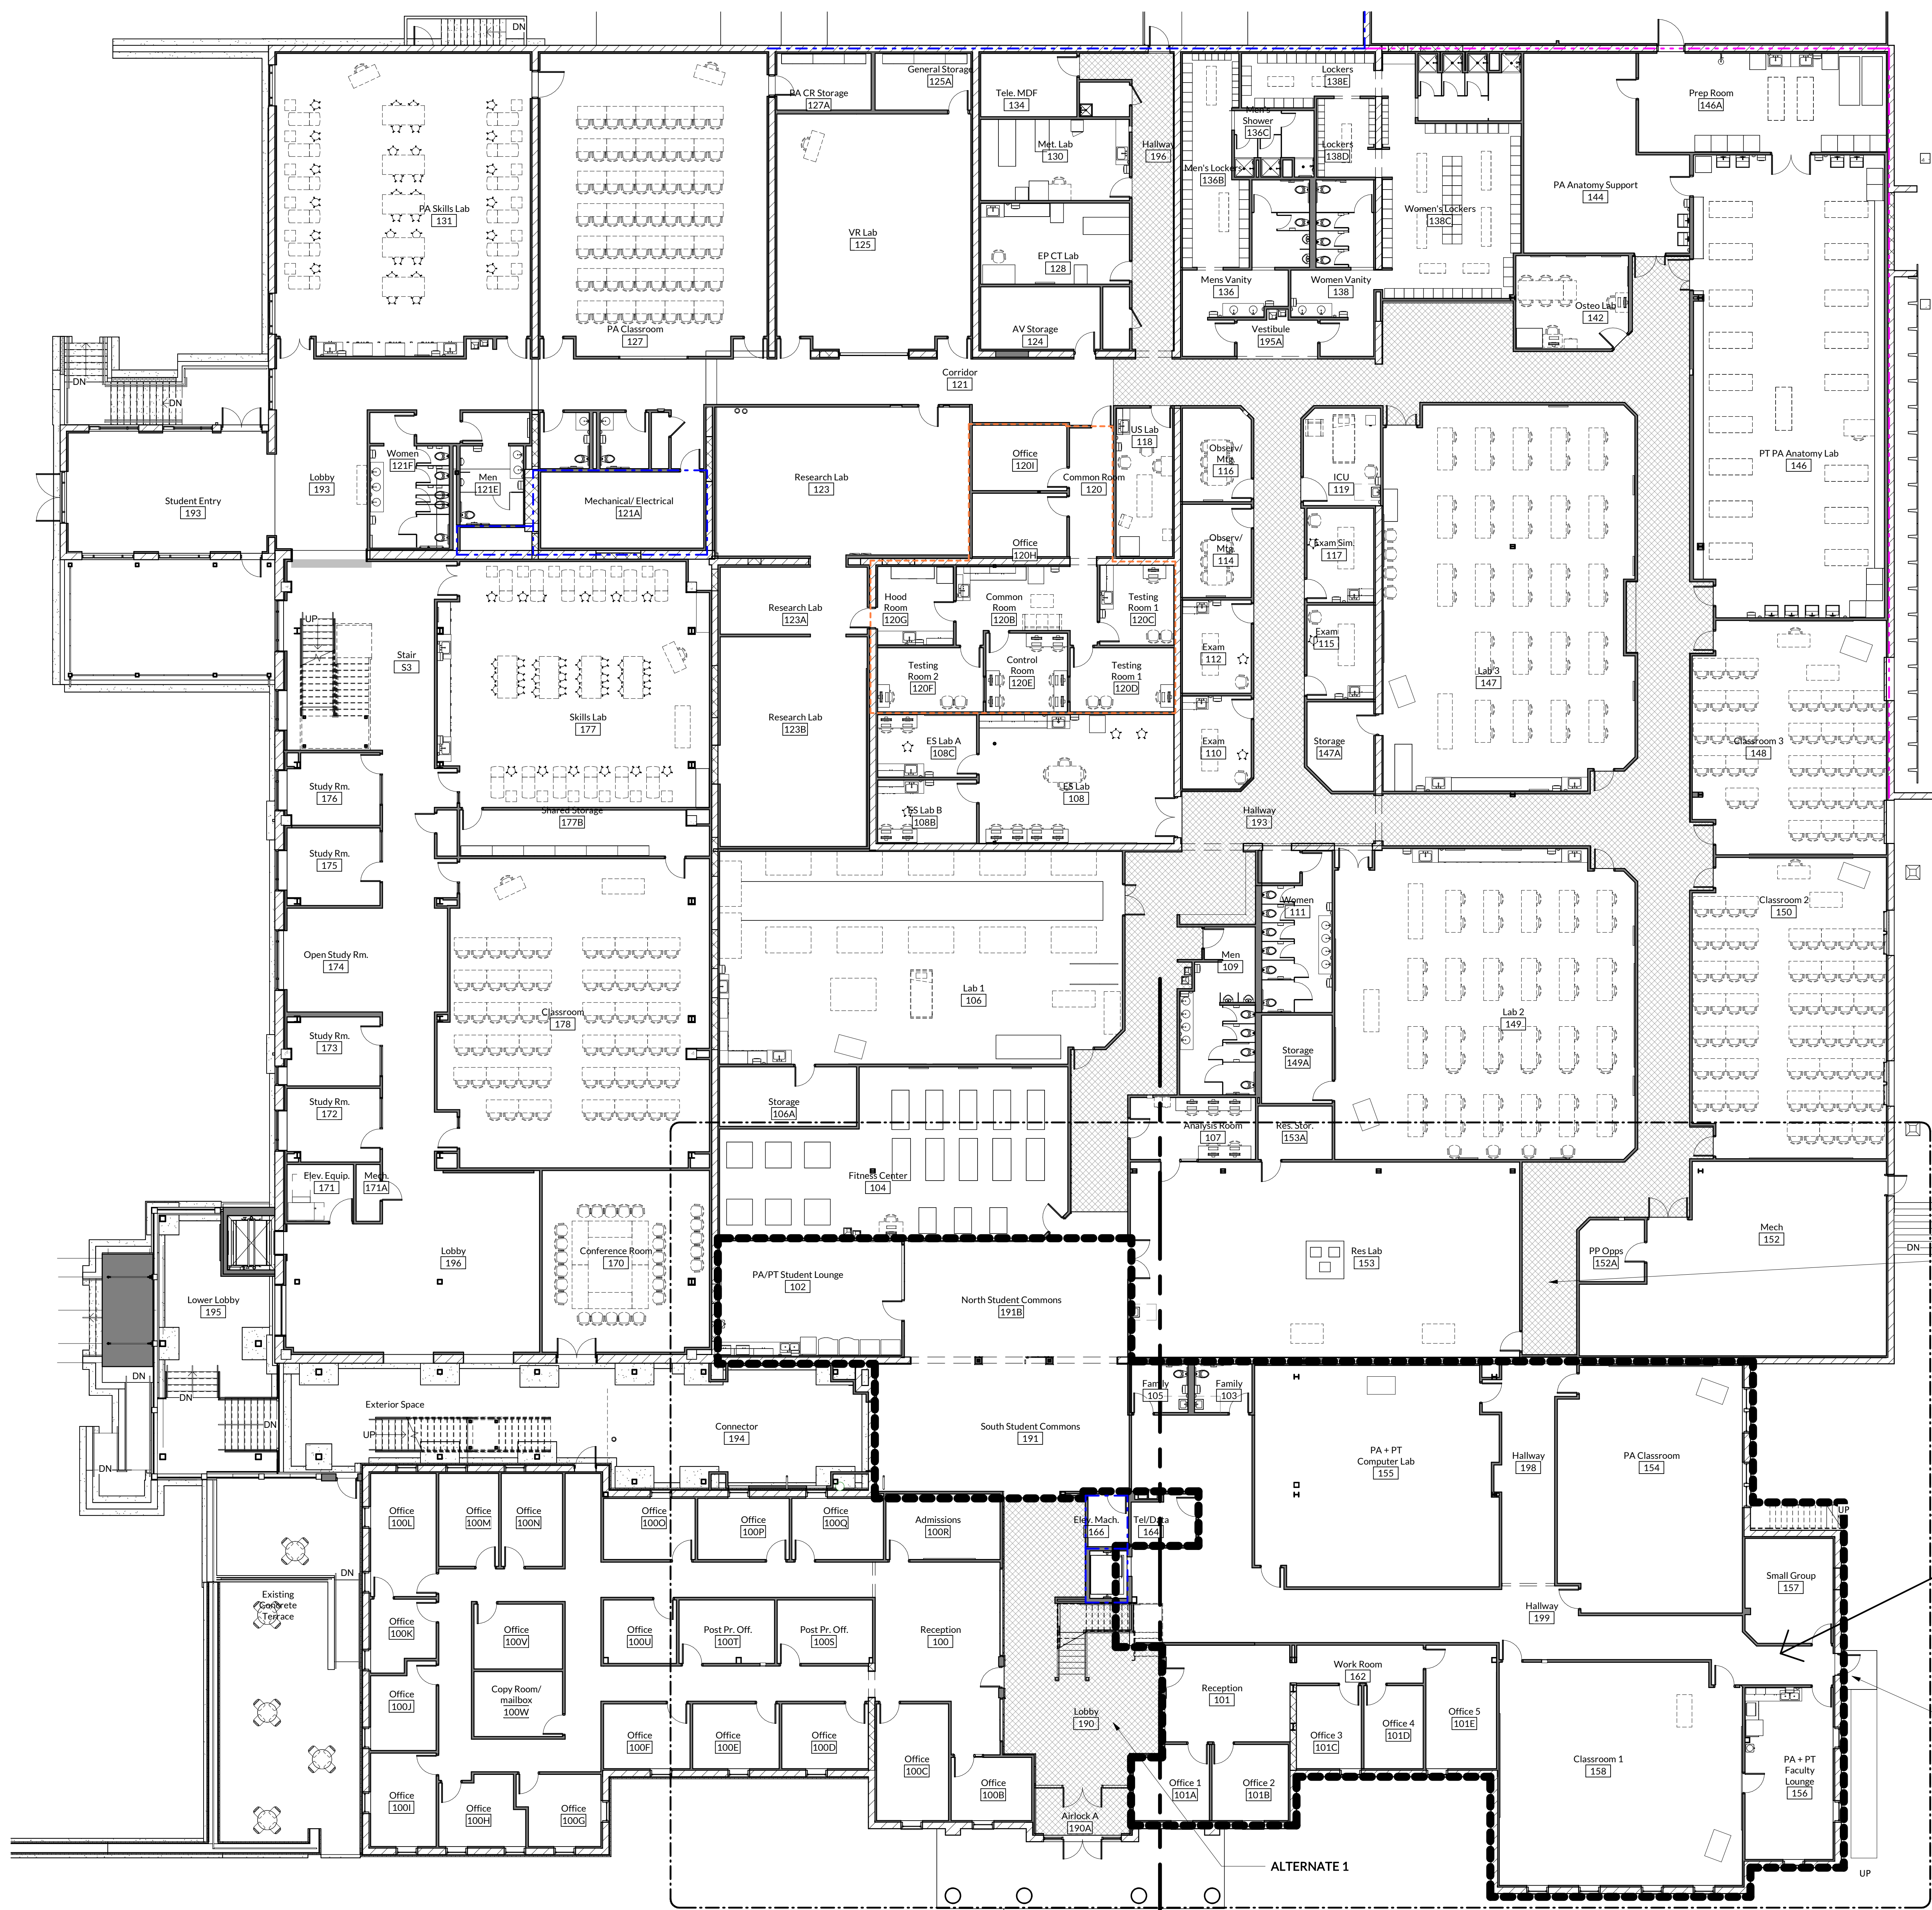 DN
General Storage
125A
PA CR Storage
127A
Tele. MDF
134
Lockers
138E
Prep Room
146A
Men's
Shower
136C
Hallway
196
Met. Lab
130
Lockers
138D
Men's Lockers
136B
PA Anatomy Support
144
PA Skills Lab
131
Women's Lockers
138C
VR Lab
125
EP CT Lab
128
Mens Vanity
136
Women Vanity
138
Osteo Lab
142
PA Classroom
127
AV Storage
124
Vestibule
195A
Corridor
121
DN
DN
US Lab
118
Women
121F
Office
120I
Observ/
Mtg.
116
PT PA Anatomy Lab
146
Lobby
193
Men
121E
Research Lab
123
Common Room
120
ICU
119
Student Entry
193
Mechanical/ Electrical
121A
Office
120H
Observ/
Mtg.
114
Exam Sim.
117
Hood
Room
120G
Common
Room
120B
Testing
Room 1
120C
Research Lab
123A
UP
Exam
115
Stair
S3
Exam
112
Testing
Room 2
120F
Control
Room
120E
Testing
Room 1
120D
Lab 3
147
Skills Lab
177
Research Lab
123B
ES Lab A
108C
Exam
110
Storage
147A
Classroom 3
148
Study Rm.
176
ES Lab
108
Shared Storage
177B
ES Lab B
108B
Hallway
193
Study Rm.
175
Women
111
Classroom 2
150
Open Study Rm.
174
Men
109
Lab 1
106
Classroom
178
Lab 2
149
Study Rm.
173
Storage
149A
Study Rm.
172
Storage
106A
Analysis Room
107
Res. Stor.
153A
Elev. Equip.
171
Mech.
171A
Fitness Center
104
Mech
152
Lobby
196
Conference Room
170
Res Lab
153
PP Opps
152A
DN
PA/PT Student Lounge
102
North Student Commons
191B
Lower Lobby
195
DN
DN
Family
105
Family
103
Exterior Space
DN
UP
Connector
194
South Student Commons
191
PA + PT
Computer Lab
155
Hallway
198
PA Classroom
154
DN
Office
100L
Office
100M
Office
100N
Office
100O
Office
100P
Office
100Q
Admissions
100R
Elev. Mach.
166
Tel/Data
164
UP
DN
Small Group
157
Existing
Concrete
Terrace
Office
100K
Office
100V
Office
100U
Post Pr. Off.
100T
Post Pr. Off.
100S
Reception
100
Hallway
199
Work Room
162
Office
100J
Copy Room/
mailbox
100W
Reception
101
Lobby
190
Office 5
101E
Office
100F
Office
100E
Office
100D
Office 3
101C
Office 4
101D
Office
100C
Classroom 1
158
PA + PT
Faculty
Lounge
156
Office
100B
Office 1
101A
Office 2
101B
Office
100I
Office
100H
Office
100G
Airlock A
190A
ALTERNATE 1
UP